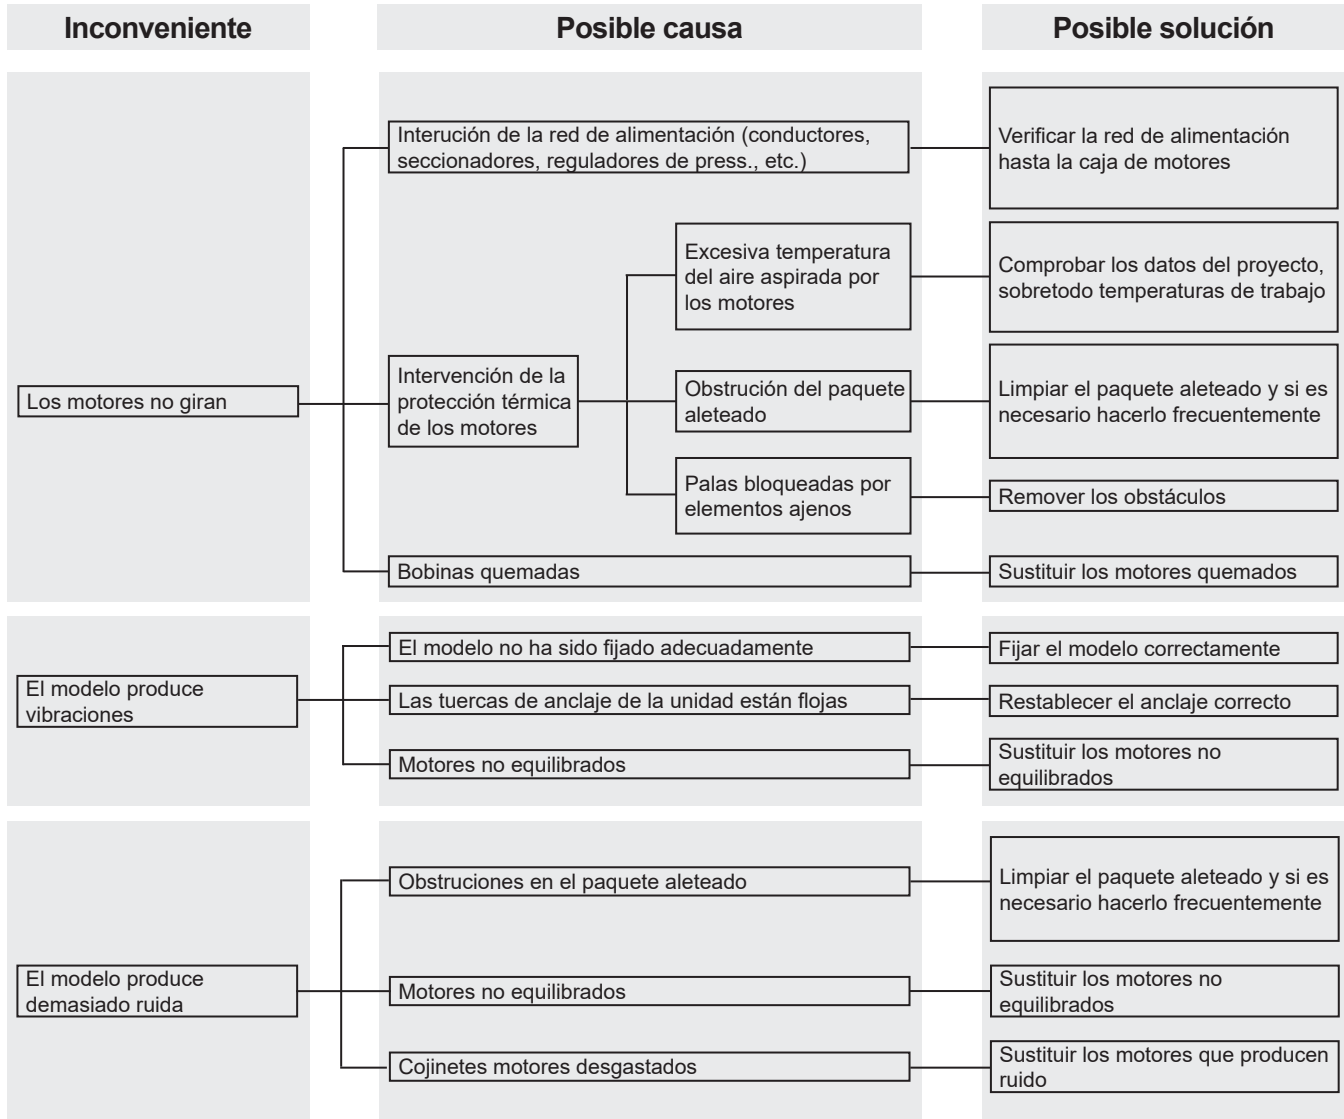 Inconveniente
Posible causa
Posible solución
Los motores no giran
Interución de la red de alimentación (conductores,
seccionadores, reguladores de press., etc.)
Verificar la red de alimentación
hasta la caja de motores
Intervención de la
protección térmica
de los motores
Excesiva temperatura
del aire aspirada por
los motores
Comprobar los datos del proyecto,
sobretodo temperaturas de trabajo
Obstrución del paquete
aleteado
Limpiar el paquete aleteado y si es
necesario hacerlo frecuentemente
Palas bloqueadas por
elementos ajenos
Remover los obstáculos
Bobinas quemadas
Sustituir los motores quemados
El modelo produce
vibraciones
El modelo no ha sido fijado adecuadamente
Fijar el modelo correctamente
Las tuercas de anclaje de la unidad están flojas
Restablecer el anclaje correcto
Motores no equilibrados
Sustituir los motores no
equilibrados
El modelo produce
demasiado ruida
Obstruciones en el paquete aleteado
Limpiar el paquete aleteado y si es
necesario hacerlo frecuentemente
Motores no equilibrados
Sustituir los motores no
equilibrados
Cojinetes motores desgastados
Sustituir los motores que producen
ruido